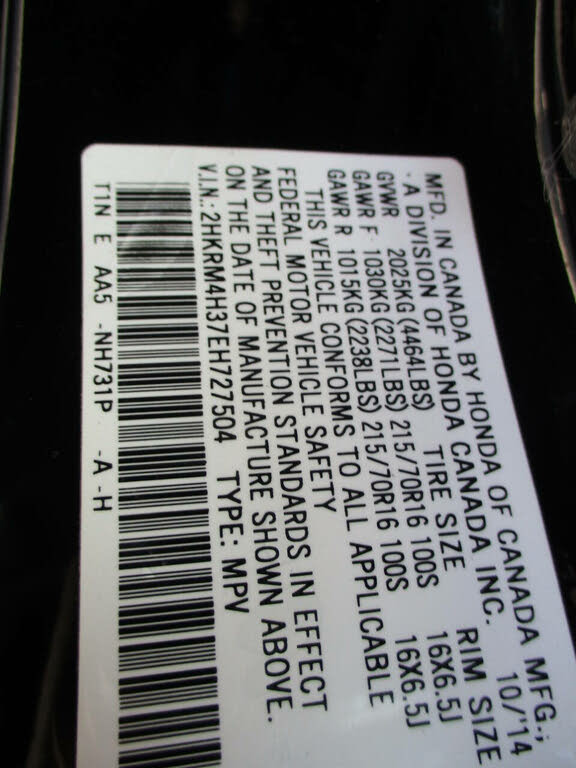 MFD. IN CANADA BY HONDA OF CANADA MFG.;
- A DIVISION OF HONDA CANADA INC. 10/'14
GVWR 2025KG (4464LBS) TIRE SIZE RIM SIZE
GAWR F 1030KG (2271LBS) 215/70R16 100S 16X6.5J
GAWR R 1015KG (2238LBS) 215/70R16 100S 16X6.5J
THIS VEHICLE CONFORMS TO ALL APPLICABLE
FEDERAL MOTOR VEHICLE SAFETY
AND THEFT PREVENTION STANDARDS IN EFFECT
ON THE DATE OF MANUFACTURE SHOWN ABOVE.
V.I.N.: 2HKRM4H37EH727504 TYPE: MPV
T1N E AA5 -NH731P -A -H